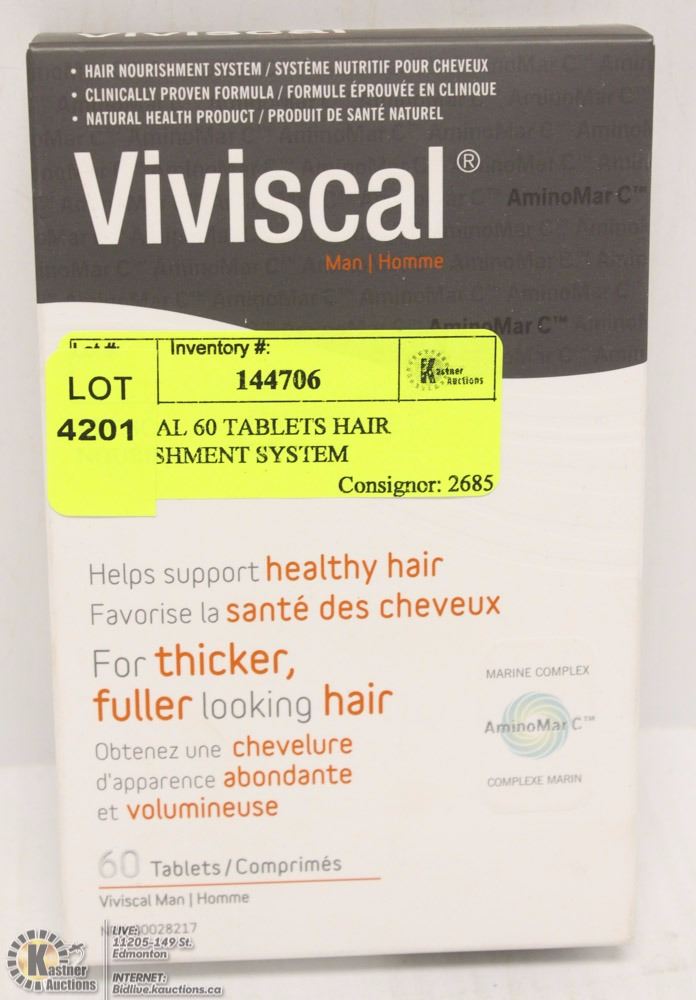 • HAIR NOURISHMENT SYSTEM / SYSTÈME NUTRITIF POUR CHEVEUX
• CLINICALLY PROVEN FORMULA / FORMULE ÉPROUVÉE EN CLINIQUE
• NATURAL HEALTH PRODUCT / PRODUIT DE SANTÉ NATUREL
Viviscal®
AminoMar C™
Man | Homme
AminoMar C™
Inventory #:
144706
Kastner Auctions
LOT
4201
AL 60 TABLETS HAIR
SHMENT SYSTEM
Consignor: 2685
Helps support healthy hair
Favorise la santé des cheveux
For thicker,
fuller looking hair
Obtenez une chevelure
d'apparence abondante
et volumineuse
MARINE COMPLEX
AminoMar C™
COMPLEXE MARIN
60 Tablets/Comprimés
Viviscal Man | Homme
0028217
Kastner Auctions
LIVE:
11205-149 St.
Edmonton
INTERNET:
Bidlive.kauctions.ca